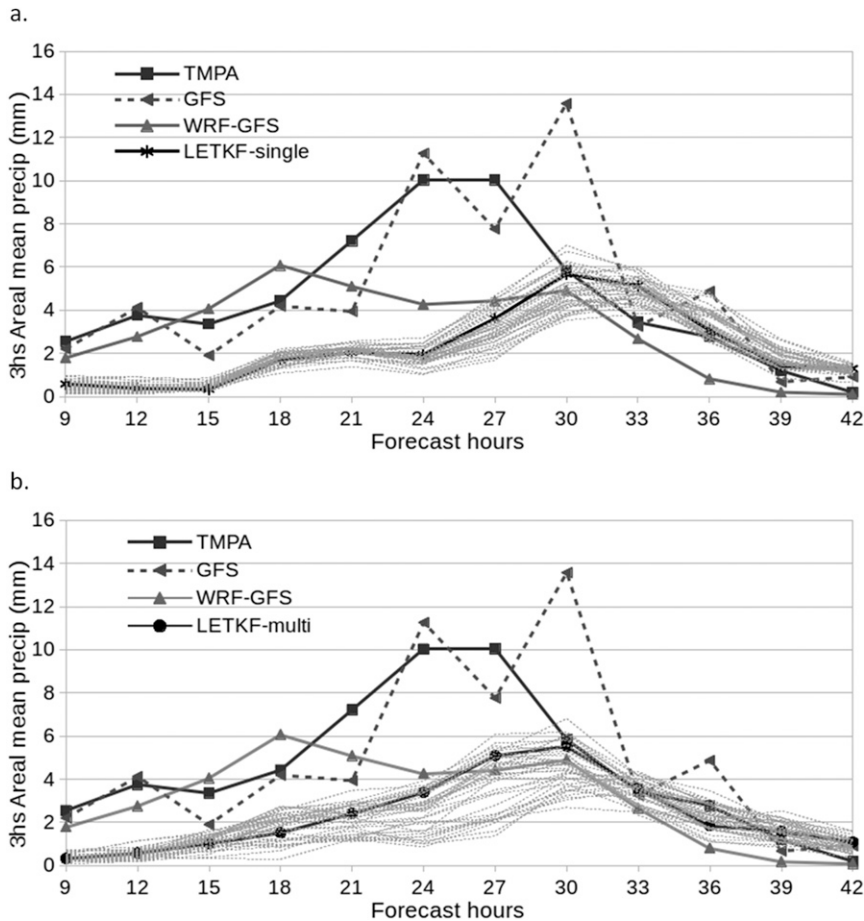 a.
16
14
12
10
8
6
4
2
0
3hs Areal mean precip (mm)
TMPA
GFS
WRF-GFS
LETKF-single
9 12 15 18 21 24 27 30 33 36 39 42
Forecast hours
b.
16
14
12
10
8
6
4
2
0
3hs Areal mean precip (mm)
TMPA
GFS
WRF-GFS
LETKF-multi
9 12 15 18 21 24 27 30 33 36 39 42
Forecast hours